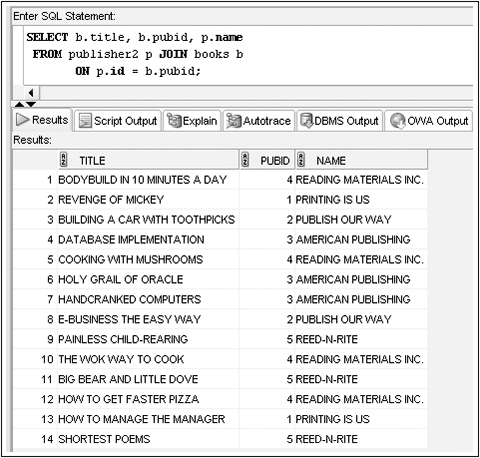 Enter SQL Statement:
SELECT b.title, b.pubid, p.name
FROM publisher2 p JOIN books b
ON p.id = b.pubid;
Results Script Output Explain Autotrace DBMS Output OWA Output
Results:
TITLE PUBID NAME
1 BODYBUILD IN 10 MINUTES A DAY 4 READING MATERIALS INC.
2 REVENGE OF MICKEY 1 PRINTING IS US
3 BUILDING A CAR WITH TOOTHPICKS 2 PUBLISH OUR WAY
4 DATABASE IMPLEMENTATION 3 AMERICAN PUBLISHING
5 COOKING WITH MUSHROOMS 4 READING MATERIALS INC.
6 HOLY GRAIL OF ORACLE 3 AMERICAN PUBLISHING
7 HANDCRANKED COMPUTERS 3 AMERICAN PUBLISHING
8 E-BUSINESS THE EASY WAY 2 PUBLISH OUR WAY
9 PAINLESS CHILD-REARING 5 REED-N-RITE
10 THE WOK WAY TO COOK 4 READING MATERIALS INC.
11 BIG BEAR AND LITTLE DOVE 5 REED-N-RITE
12 HOW TO GET FASTER PIZZA 4 READING MATERIALS INC.
13 HOW TO MANAGE THE MANAGER 1 PRINTING IS US
14 SHORTEST POEMS 5 REED-N-RITE